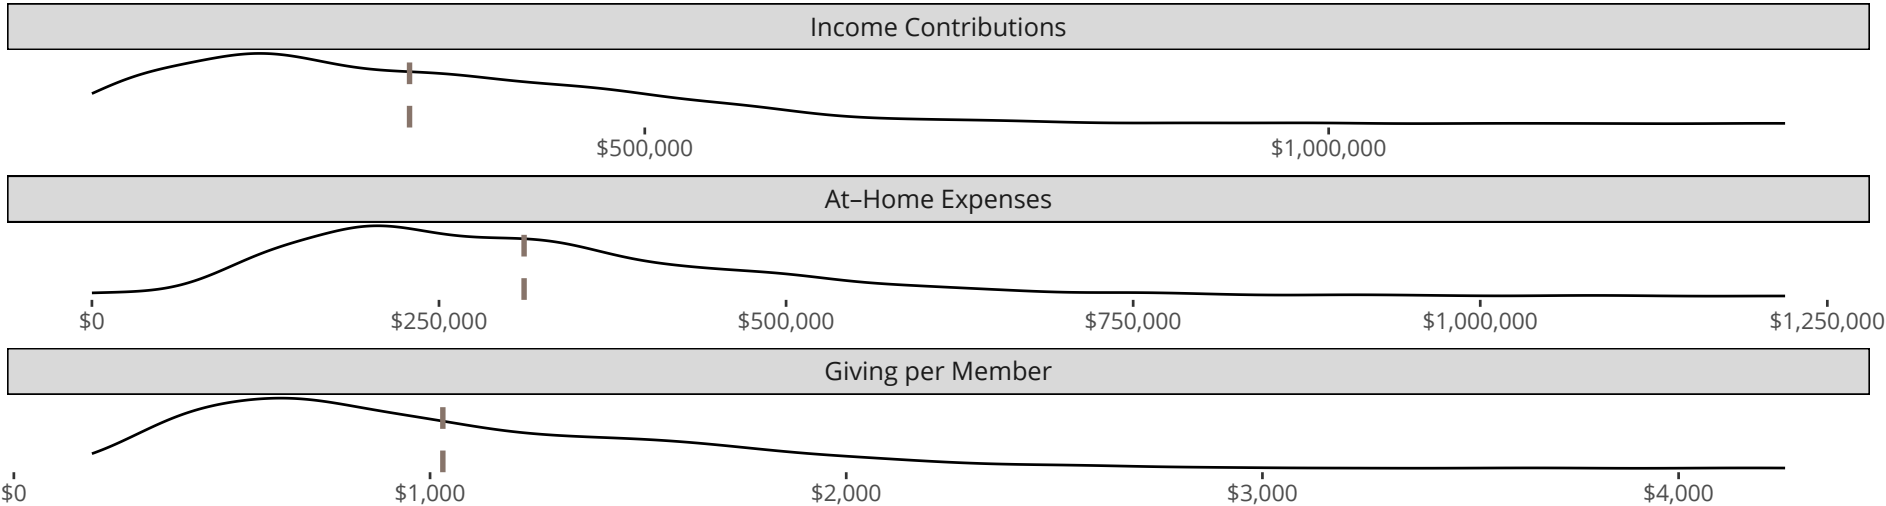 Income Contributions
$500,000 $1,000,000
At–Home Expenses
$0 $250,000 $500,000 $750,000 $1,000,000 $1,250,000
Giving per Member
$0 $1,000 $2,000 $3,000 $4,000